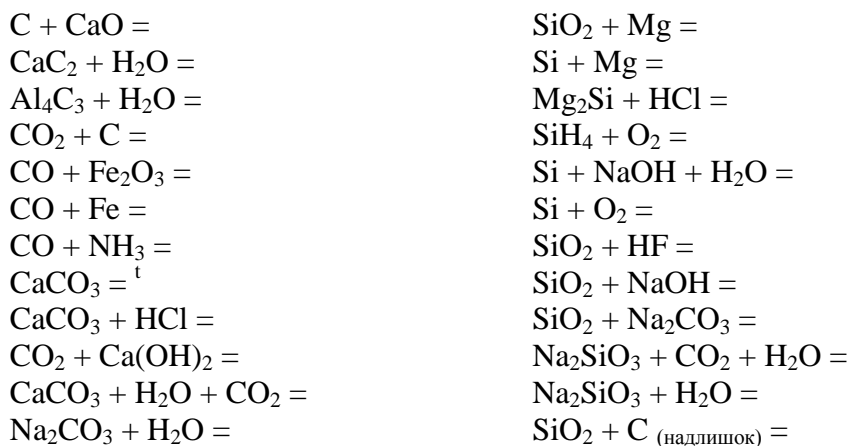 C + CaO =
CaC₂ + H₂O =
Al₄C₃ + H₂O =
CO₂ + C =
CO + Fe₂O₃ =
CO + Fe =
CO + NH₃ =
CaCO₃ = ᵗ
CaCO₃ + HCl =
CO₂ + Ca(OH)₂ =
CaCO₃ + H₂O + CO₂ =
Na₂CO₃ + H₂O =
SiO₂ + Mg =
Si + Mg =
Mg₂Si + HCl =
SiH₄ + O₂ =
Si + NaOH + H₂O =
Si + O₂ =
SiO₂ + HF =
SiO₂ + NaOH =
SiO₂ + Na₂CO₃ =
Na₂SiO₃ + CO₂ + H₂O =
Na₂SiO₃ + H₂O =
SiO₂ + C (надлишок) =